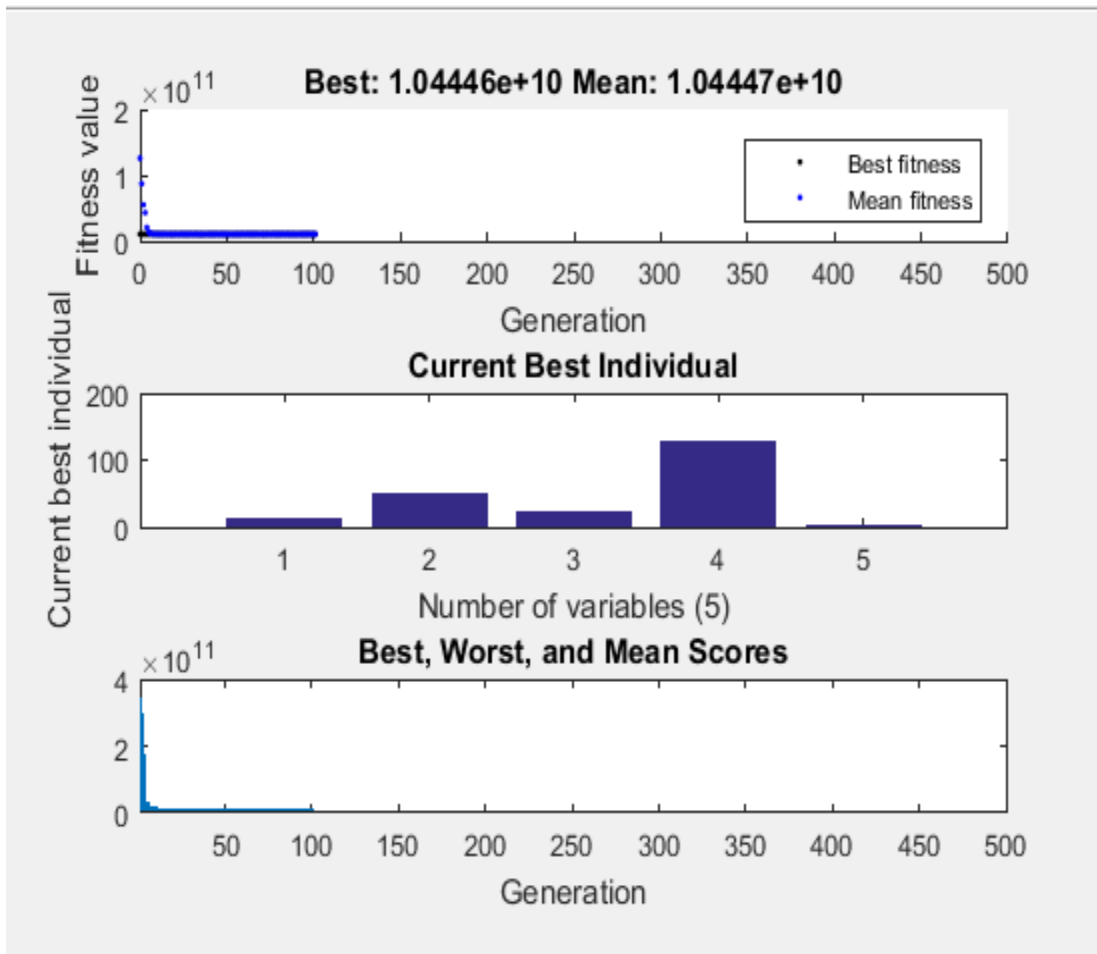 Best: 1.04446e+10 Mean: 1.04447e+10
×10^11
Fitness value
2
1
0
Best fitness
Mean fitness
0 50 100 150 200 250 300 350 400 450 500
Generation
Current Best Individual
Current best individual
200
100
0
1 2 3 4 5
Number of variables (5)
Best, Worst, and Mean Scores
×10^11
4
2
0
50 100 150 200 250 300 350 400 450 500
Generation